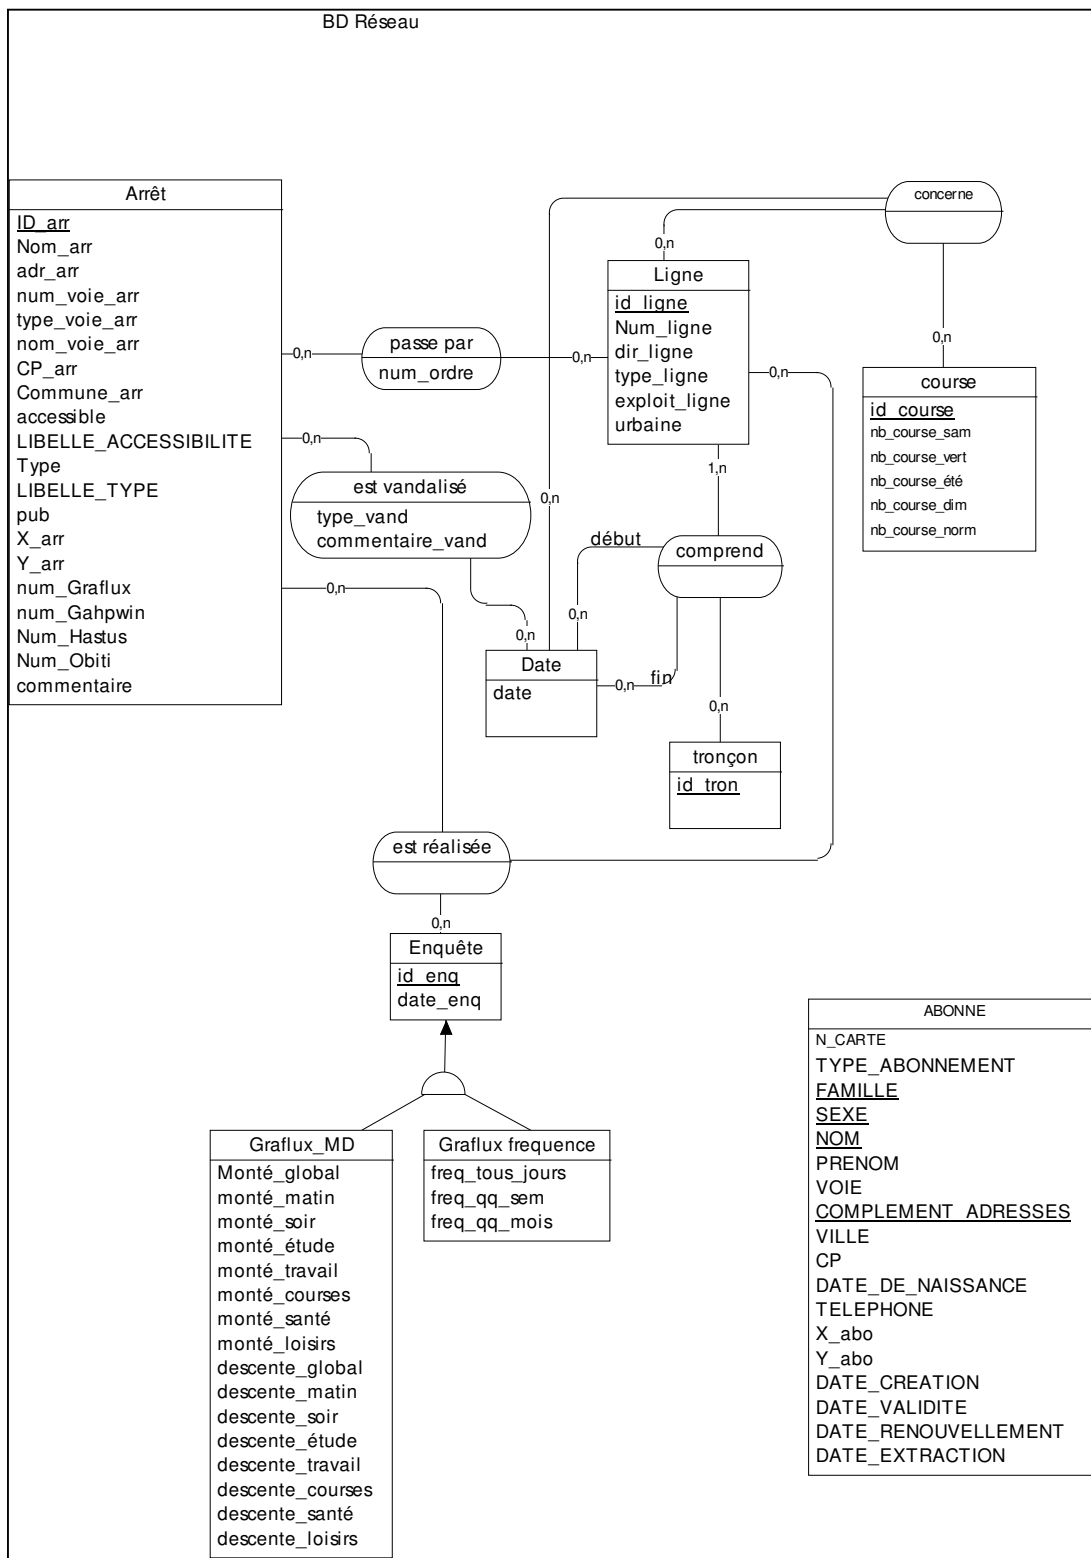 BD Réseau
Arrêt
ID_arr
Nom_arr
adr_arr
num_voie_arr
type_voie_arr
nom_voie_arr
CP_arr
Commune_arr
accessible
LIBELLE_ACCESSIBILITE
Type
LIBELLE_TYPE
pub
X_arr
Y_arr
num_Graflux
num_Gahpwin
Num_Hastus
Num_Obiti
commentaire
0,n
passe par
num_ordre
0,n
0,n
est vandalisé
type_vand
commentaire_vand
0,n
0,n
concerne
0,n
0,n
0,n
Ligne
id_ligne
Num_ligne
dir_ligne
type_ligne
exploit_ligne
urbaine
0,n
1,n
course
id_course
nb_course_sam
nb_course_vert
nb_course_été
nb_course_dim
nb_course_norm
début
comprend
0,n
fin
0,n
0,n
Date
date
tronçon
id_tron
est réalisée
0,n
Enquête
id_enq
date_enq
Graflux_MD
Monté_global
monté_matin
monté_soir
monté_étude
monté_travail
monté_courses
monté_santé
monté_loisirs
descente_global
descente_matin
descente_soir
descente_étude
descente_travail
descente_courses
descente_santé
descente_loisirs
Graflux fréquence
freq_tous_jours
freq_qq_sem
freq_qq_mois
ABONNE
N_CARTE
TYPE_ABONNEMENT
FAMILLE
SEXE
NOM
PRENOM
VOIE
COMPLEMENT_ADRESSES
VILLE
CP
DATE_DE_NAISSANCE
TELEPHONE
X_abo
Y_abo
DATE_CREATION
DATE_VALIDITE
DATE_RENOUVELLEMENT
DATE_EXTRACTION